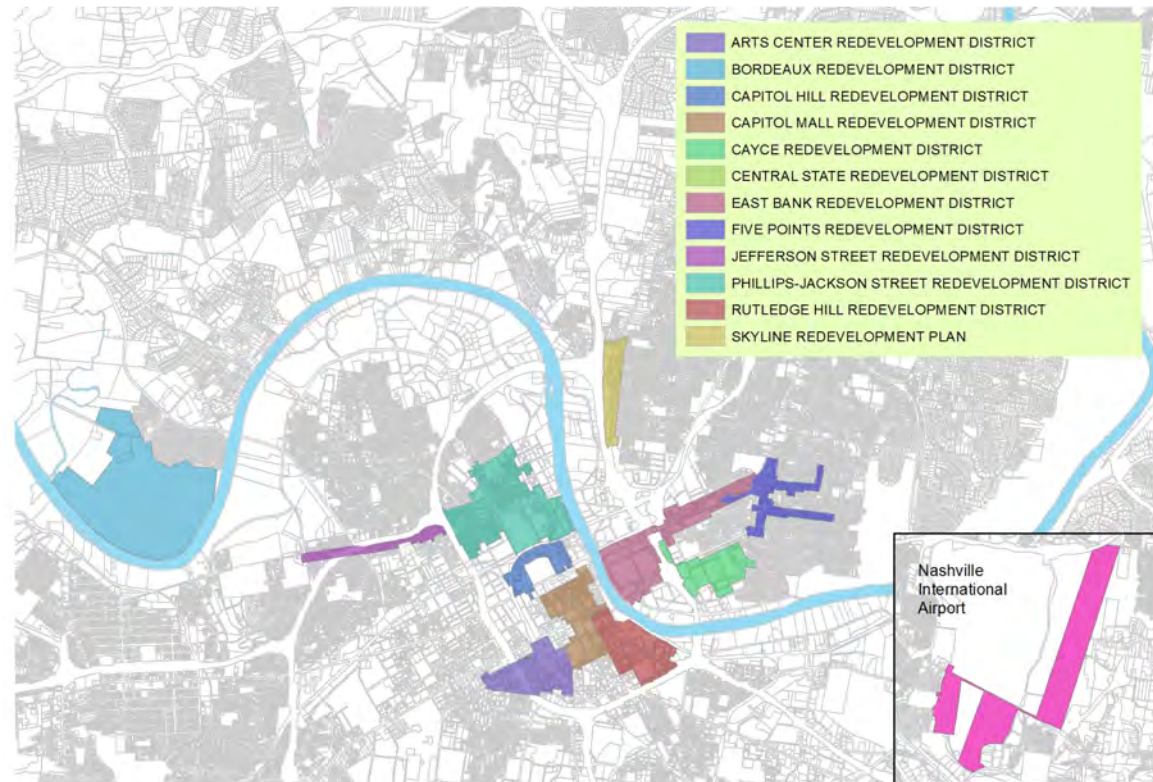 ARTS CENTER REDEVELOPMENT DISTRICT
BORDEAUX REDEVELOPMENT DISTRICT
CAPITOL HILL REDEVELOPMENT DISTRICT
CAPITOL MALL REDEVELOPMENT DISTRICT
CAYCE REDEVELOPMENT DISTRICT
CENTRAL STATE REDEVELOPMENT DISTRICT
EAST BANK REDEVELOPMENT DISTRICT
FIVE POINTS REDEVELOPMENT DISTRICT
JEFFERSON STREET REDEVELOPMENT DISTRICT
PHILLIPS-JACKSON STREET REDEVELOPMENT DISTRICT
RUTLEDGE HILL REDEVELOPMENT DISTRICT
SKYLINE REDEVELOPMENT PLAN
Nashville
International
Airport